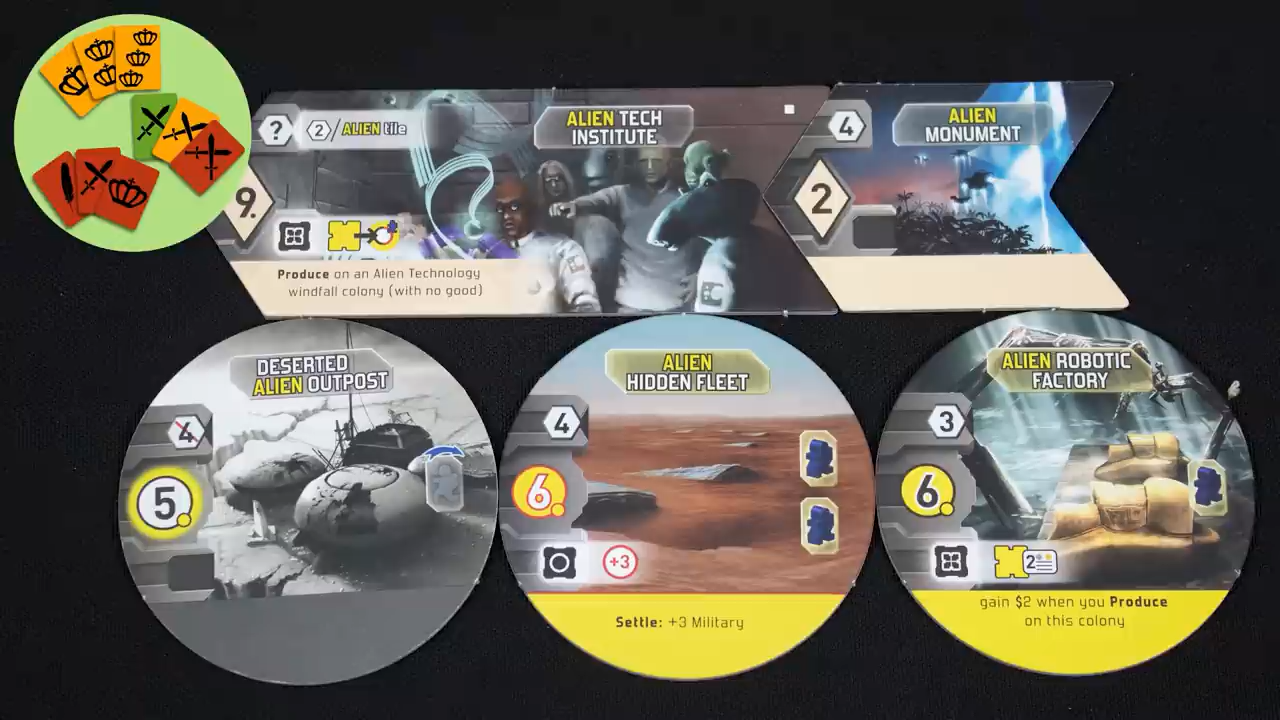 ?
2/ALIEN tile
ALIEN TECH
INSTITUTE
9.
Produce on an Alien Technology
windfall colony (with no good)
4
ALIEN
MONUMENT
2
DESERTED
ALIEN OUTPOST
4
5
ALIEN
HIDDEN FLEET
4
6
+3
Settle: +3 Military
ALIEN ROBOTIC
FACTORY
3
6
2
gain $2 when you Produce
on this colony